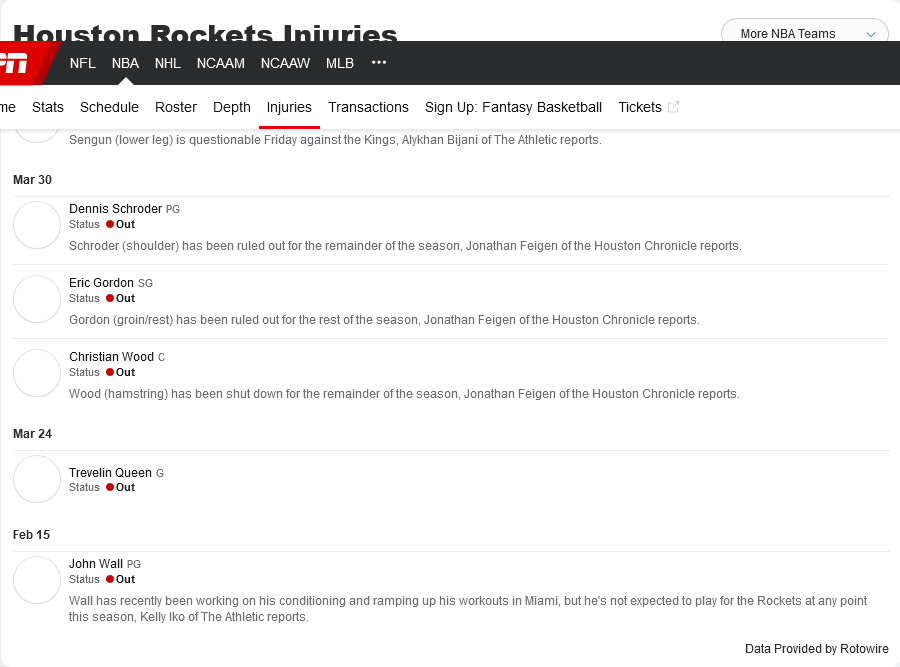 Houston Rockets Injuries
More NBA Teams
NFL NBA NHL NCAAM NCAAW MLB •••
me Stats Schedule Roster Depth Injuries Transactions Sign Up: Fantasy Basketball Tickets
Sengun (lower leg) is questionable Friday against the Kings, Alykhan Bijani of The Athletic reports.
Mar 30
Dennis Schroder PG
Status Out
Schroder (shoulder) has been ruled out for the remainder of the season, Jonathan Feigen of the Houston Chronicle reports.
Eric Gordon SG
Status Out
Gordon (groin/rest) has been ruled out for the rest of the season, Jonathan Feigen of the Houston Chronicle reports.
Christian Wood C
Status Out
Wood (hamstring) has been shut down for the remainder of the season, Jonathan Feigen of the Houston Chronicle reports.
Mar 24
Trevelin Queen G
Status Out
Feb 15
John Wall PG
Status Out
Wall has recently been working on his conditioning and ramping up his workouts in Miami, but he's not expected to play for the Rockets at any point
this season, Kelly Iko of The Athletic reports.
Data Provided by Rotowire